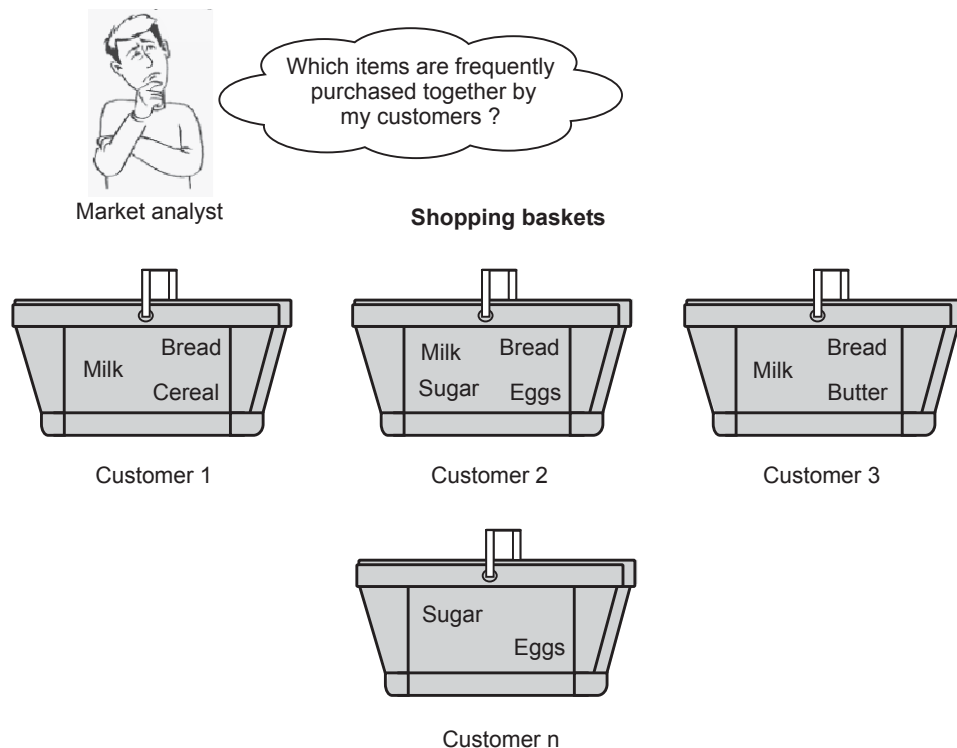 Which items are frequently
purchased together by
my customers ?
Market analyst
Shopping baskets
Milk
Bread
Cereal
Customer 1
Milk Bread
Sugar Eggs
Customer 2
Milk
Bread
Butter
Customer 3
Sugar
Eggs
Customer n